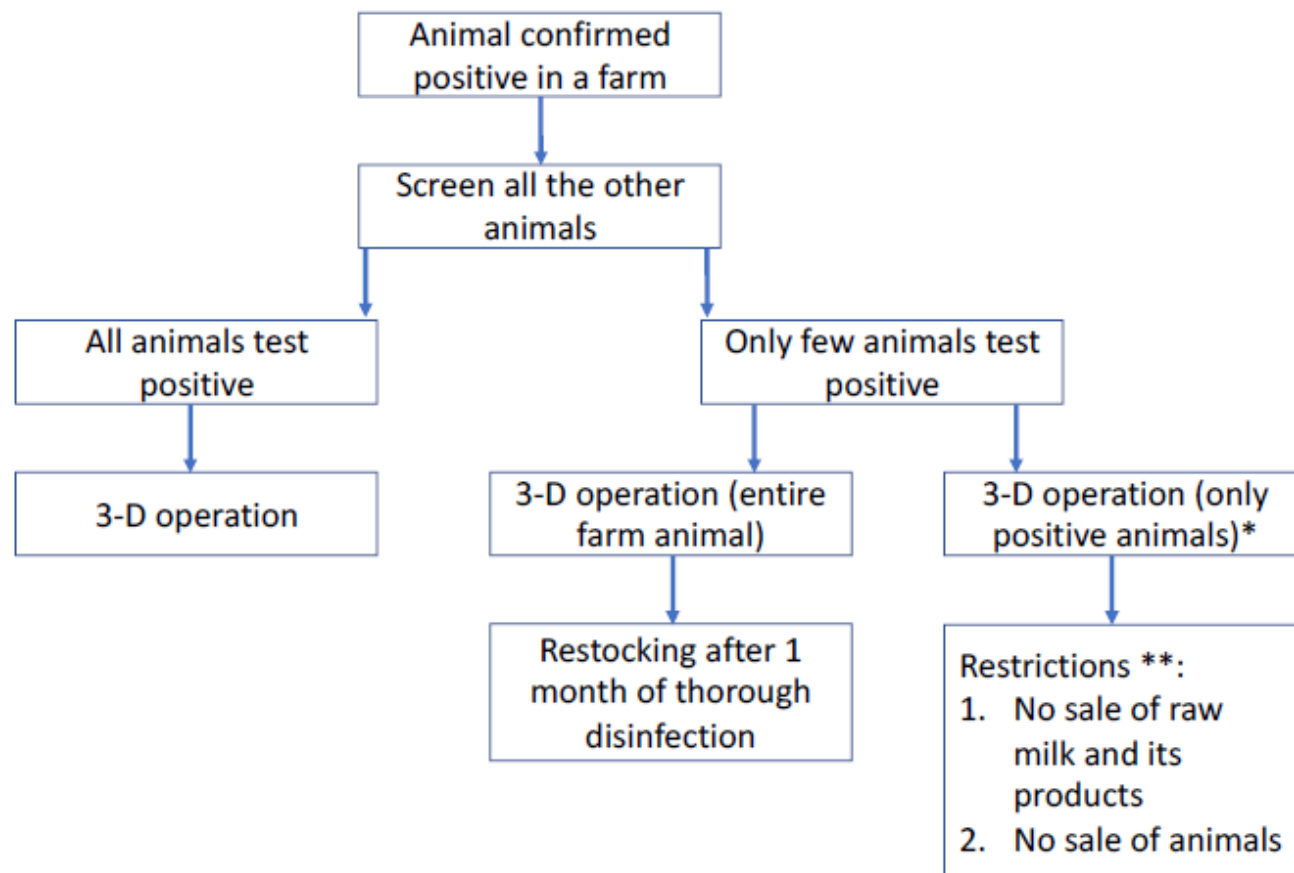 Animal confirmed
positive in a farm
Screen all the other
animals
All animals test
positive
Only few animals test
positive
3-D operation
3-D operation (entire
farm animal)
3-D operation (only
positive animals)*
Restocking after 1
month of thorough
disinfection
Restrictions **:
1. No sale of raw
milk and its
products
2. No sale of animals